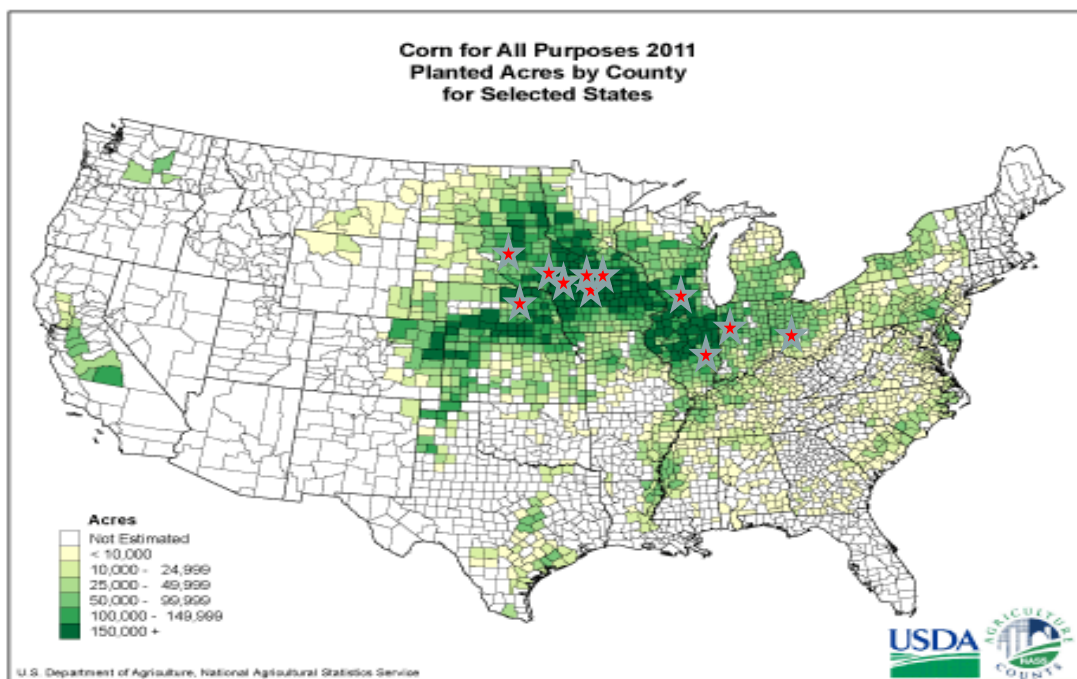 Corn for All Purposes 2011
Planted Acres by County
for Selected States
Acres
Not Estimated
< 10,000
10,000 - 24,999
25,000 - 49,999
50,000 - 99,999
100,000 - 149,999
150,000 +
U.S. Department of Agriculture, National Agricultural Statistics Service
USDA
AGRICULTURE
NASS
COUNTS